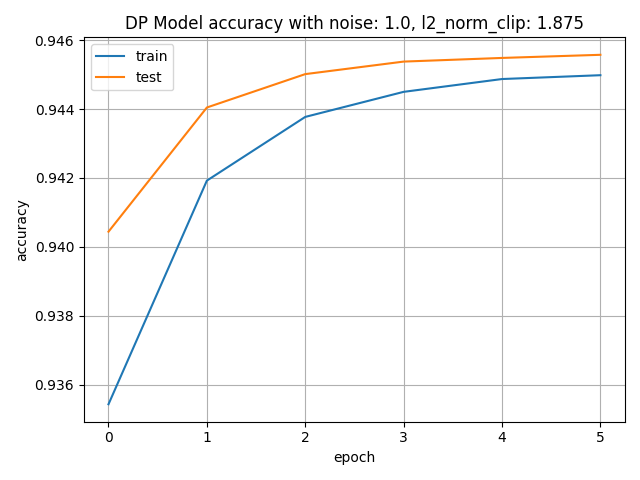 DP Model accuracy with noise: 1.0, l2_norm_clip: 1.875
train
test
0.946
0.944
0.942
0.940
0.938
0.936
accuracy
0 1 2 3 4 5
epoch